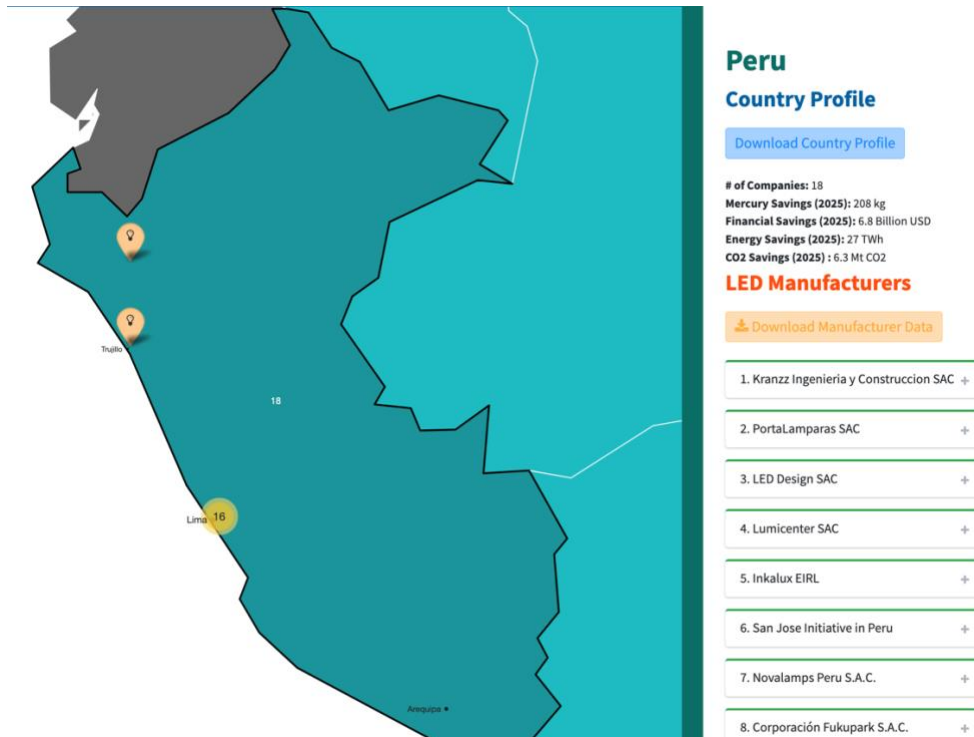 Trujillo
18
Lima 16
Arequipa
Peru
Country Profile
Download Country Profile
# of Companies: 18
Mercury Savings (2025): 208 kg
Financial Savings (2025): 6.8 Billion USD
Energy Savings (2025): 27 TWh
CO2 Savings (2025) : 6.3 Mt CO2
LED Manufacturers
Download Manufacturer Data
1. Kranzz Ingenieria y Construccion SAC +
2. PortaLamparas SAC +
3. LED Design SAC +
4. Lumicenter SAC +
5. Inkalux EIRL +
6. San Jose Initiative in Peru +
7. Novalamps Peru S.A.C. +
8. Corporación Fukupark S.A.C. +